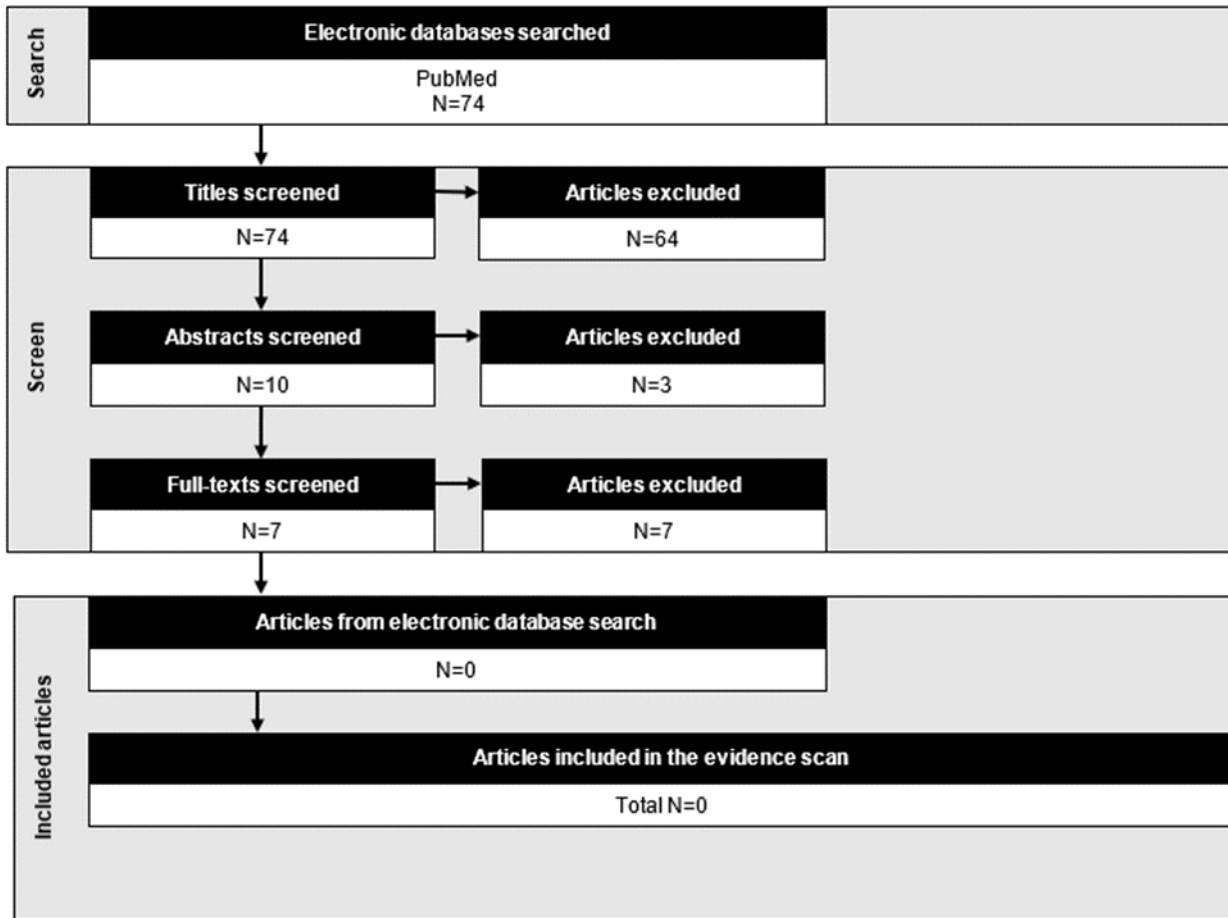 Search
Electronic databases searched
PubMed
N=74
Screen
Titles screened
N=74
Articles excluded
N=64
Abstracts screened
N=10
Articles excluded
N=3
Full-texts screened
N=7
Articles excluded
N=7
Included articles
Articles from electronic database search
N=0
Articles included in the evidence scan
Total N=0